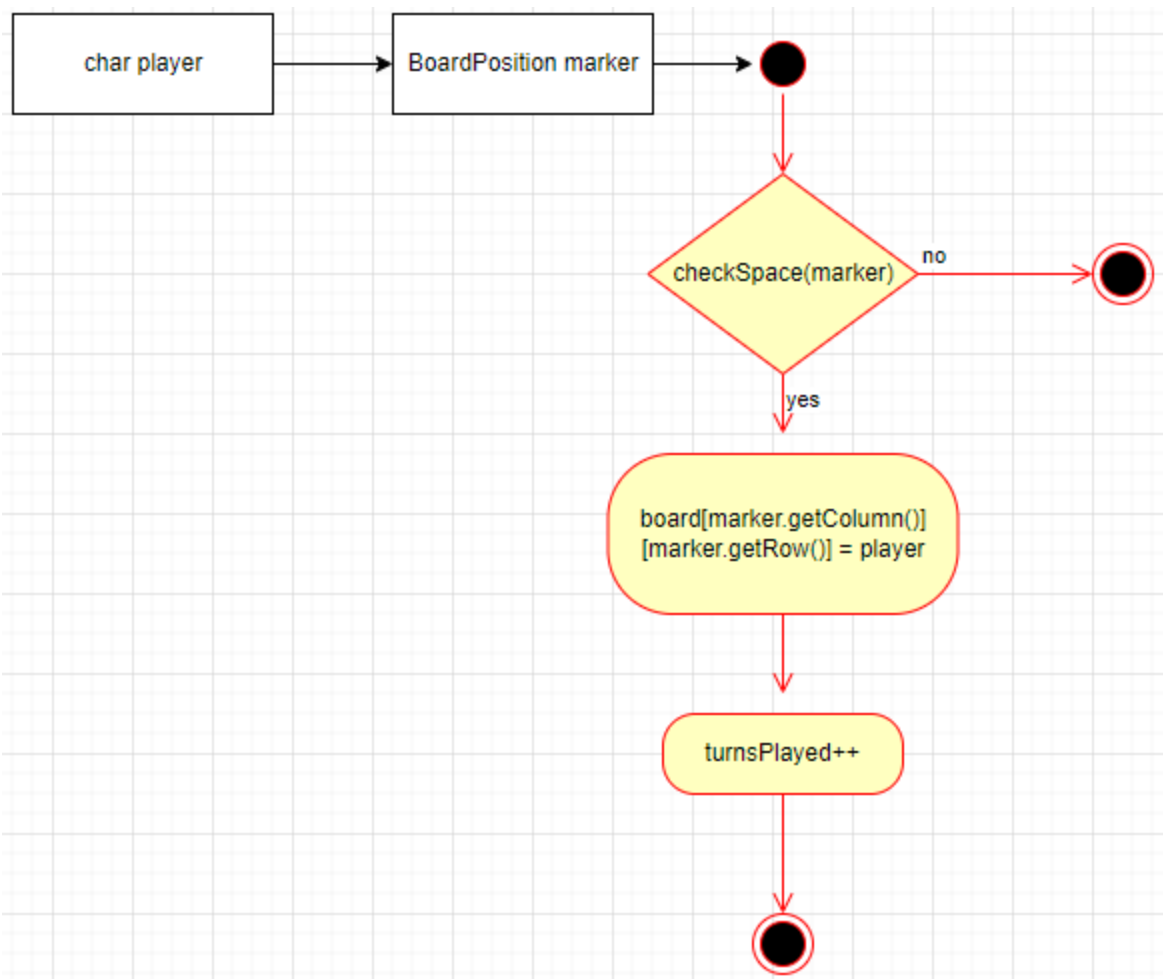 char player
BoardPosition marker
checkSpace(marker)
no
yes
board[marker.getColumn()]
[marker.getRow()] = player
turnsPlayed++